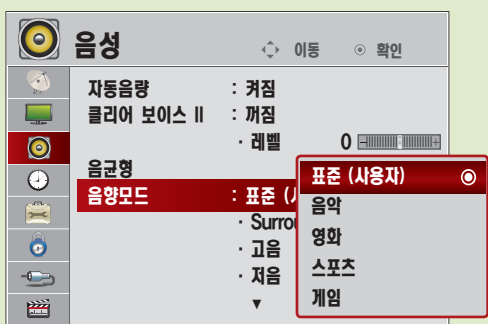 음성
이동 확인
자동음량 : 켜짐
클리어 보이스 II : 꺼짐
· 레벨 0
음균형
음향모드 : 표준 (
· Surrou
· 고음
· 저음
표준 (사용자)
음악
영화
스포츠
게임